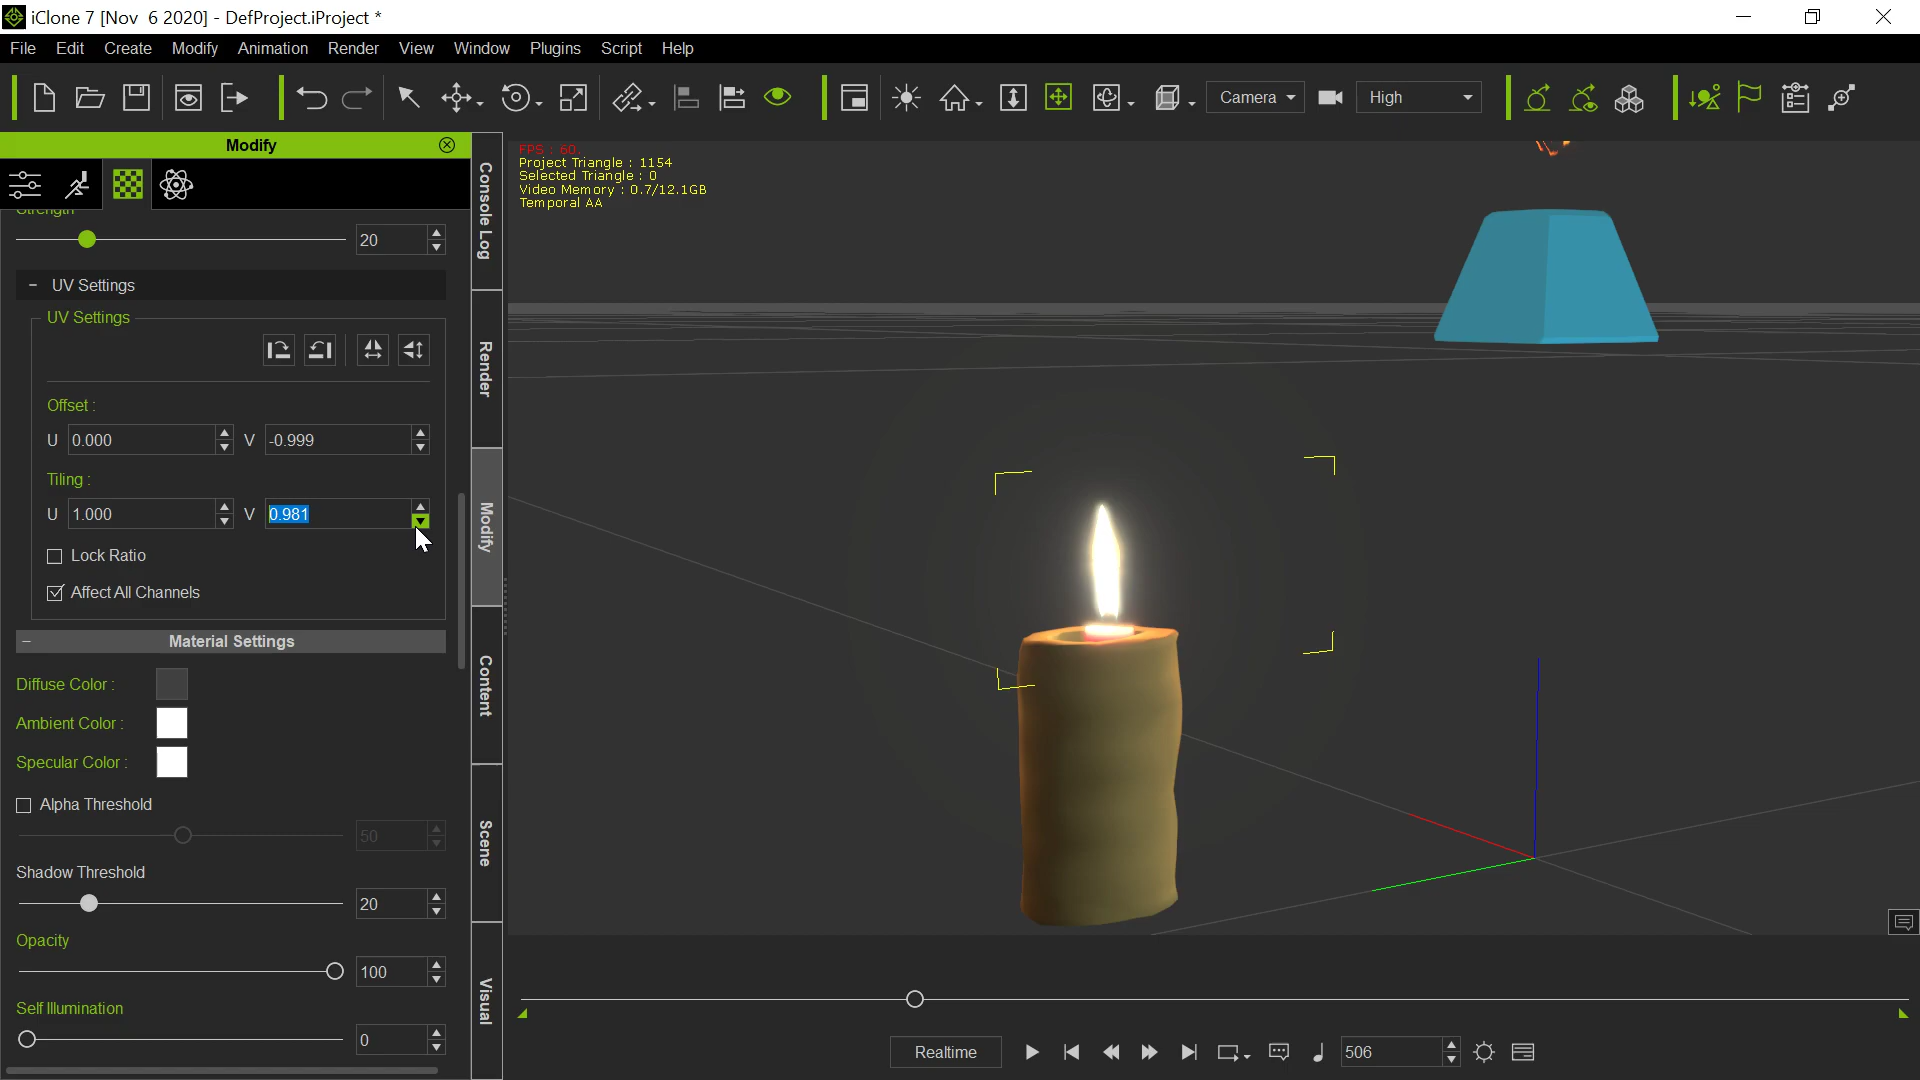 iClone 7 [Nov 6 2020] - DefProject.iProject *
File Edit Create Modify Animation Render View Window Plugins Script Help
Camera High
Modify
Strength
20
UV Settings
UV Settings
Offset :
U 0.000 V -0.999
Tiling :
U 1.000 V 0.981
Lock Ratio
Affect All Channels
Material Settings
Diffuse Color :
Ambient Color :
Specular Color :
Alpha Threshold
50
Shadow Threshold
20
Opacity
100
Self Illumination
0
Console Log
Render
Modify
Content
Scene
Visual
FPS : 60.
Project Triangle : 1154
Selected Triangle : 0
Video Memory : 0.7/12.1GB
Temporal AA
Realtime 506